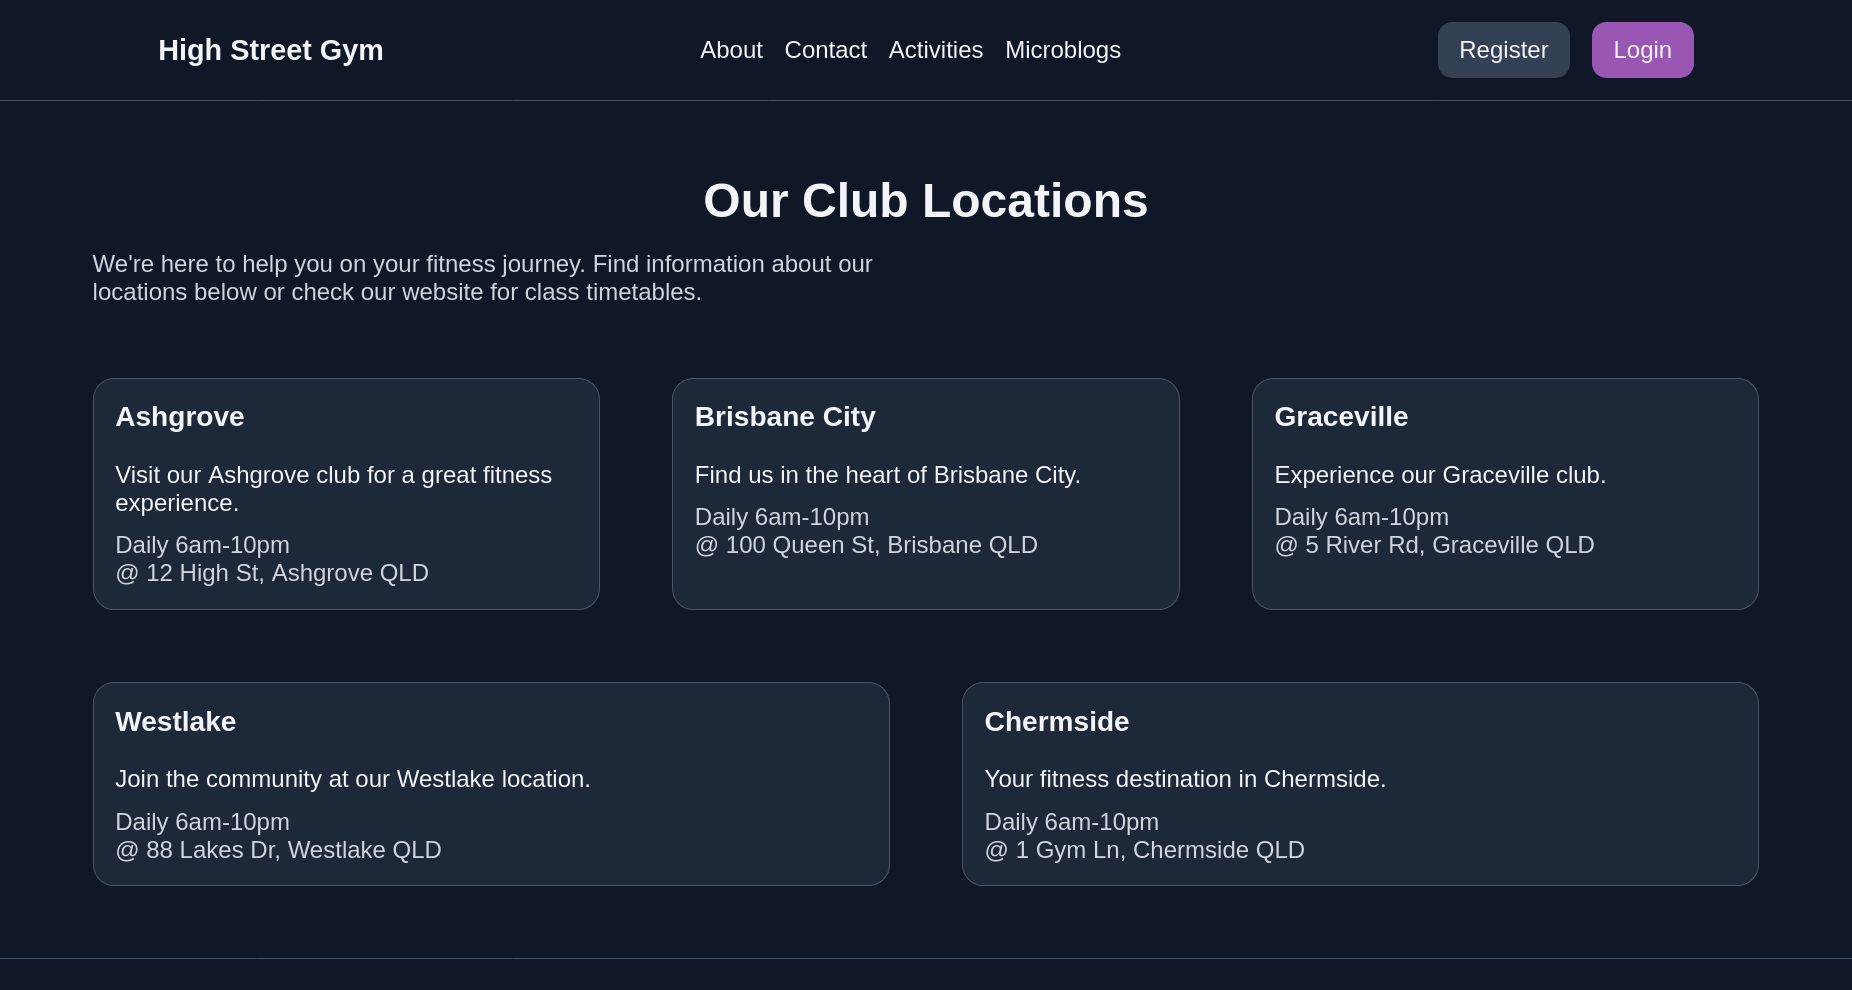 High Street Gym
About Contact Activities Microblogs
Register
Login
Our Club Locations
We're here to help you on your fitness journey. Find information about our
locations below or check our website for class timetables.
Ashgrove
Visit our Ashgrove club for a great fitness
experience.
Daily 6am-10pm
@ 12 High St, Ashgrove QLD
Brisbane City
Find us in the heart of Brisbane City.
Daily 6am-10pm
@ 100 Queen St, Brisbane QLD
Graceville
Experience our Graceville club.
Daily 6am-10pm
@ 5 River Rd, Graceville QLD
Westlake
Join the community at our Westlake location.
Daily 6am-10pm
@ 88 Lakes Dr, Westlake QLD
Chermside
Your fitness destination in Chermside.
Daily 6am-10pm
@ 1 Gym Ln, Chermside QLD